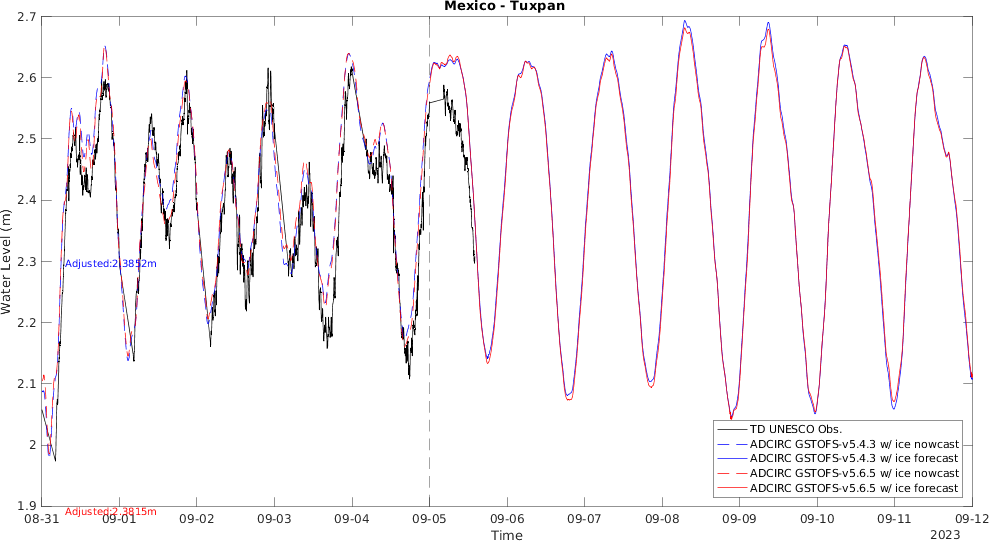 Mexico - Tuxpan
2.7
2.6
2.5
2.4
2.3
2.2
2.1
2
1.9
Water Level (m)
Adjusted:2.3852m
Adjusted:2.3815m
TD UNESCO Obs.
ADCIRC GSTOFS-v5.4.3 w/ ice nowcast
ADCIRC GSTOFS-v5.4.3 w/ ice forecast
ADCIRC GSTOFS-v5.6.5 w/ ice nowcast
ADCIRC GSTOFS-v5.6.5 w/ ice forecast
08-31 09-01 09-02 09-03 09-04 09-05 09-06 09-07 09-08 09-09 09-10 09-11 09-12
Time
2023